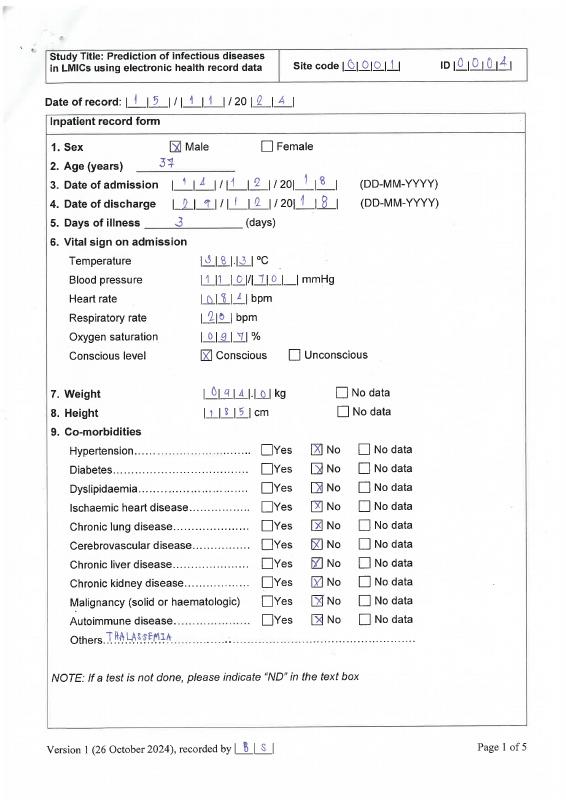 Study Title: Prediction of infectious diseases
in LMICs using electronic health record data
Site code |0|0|0|1| ID |0|0|0|4|
Date of record: |1|5|/|1|1|/ 20|2|4|
Inpatient record form
1. Sex ☒ Male ☐ Female
2. Age (years) 37
3. Date of admission |1|4|/|1|2|/ 20|1|8| (DD-MM-YYYY)
4. Date of discharge |2|9|/|1|2|/ 20|1|8| (DD-MM-YYYY)
5. Days of illness 3 (days)
6. Vital sign on admission
Temperature |3|8|.|3| ºC
Blood pressure |1|1|0|/|7|0|_| mmHg
Heart rate |0|8|4| bpm
Respiratory rate |2|0| bpm
Oxygen saturation |0|9|7| %
Conscious level ☒ Conscious ☐ Unconscious
7. Weight |0|9|4|.|0| kg ☐ No data
8. Height |1|8|5| cm ☐ No data
9. Co-morbidities
Hypertension.............................. ☐Yes ☒ No ☐ No data
Diabetes................................... ☐Yes ☒ No ☐ No data
Dyslipidaemia............................. ☐Yes ☒ No ☐ No data
Ischaemic heart disease................ ☐Yes ☒ No ☐ No data
Chronic lung disease.................... ☐Yes ☒ No ☐ No data
Cerebrovascular disease............... ☐Yes ☒ No ☐ No data
Chronic liver disease.................... ☐Yes ☒ No ☐ No data
Chronic kidney disease................. ☐Yes ☒ No ☐ No data
Malignancy (solid or haematologic) ☐Yes ☒ No ☐ No data
Autoimmune disease.................... ☐Yes ☒ No ☐ No data
Others..THALASSEMIA..............................
NOTE: If a test is not done, please indicate “ND” in the text box
Version 1 (26 October 2024), recorded by |B|S|
Page 1 of 5